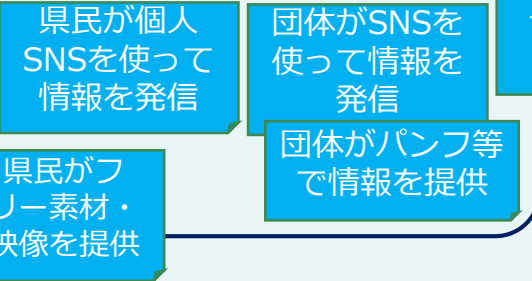 県民が個人
SNSを使って
情報を発信
団体がSNSを
使って情報を
発信
団体がパンフ等
で情報を提供
県民がフ
リー素材・
映像を提供